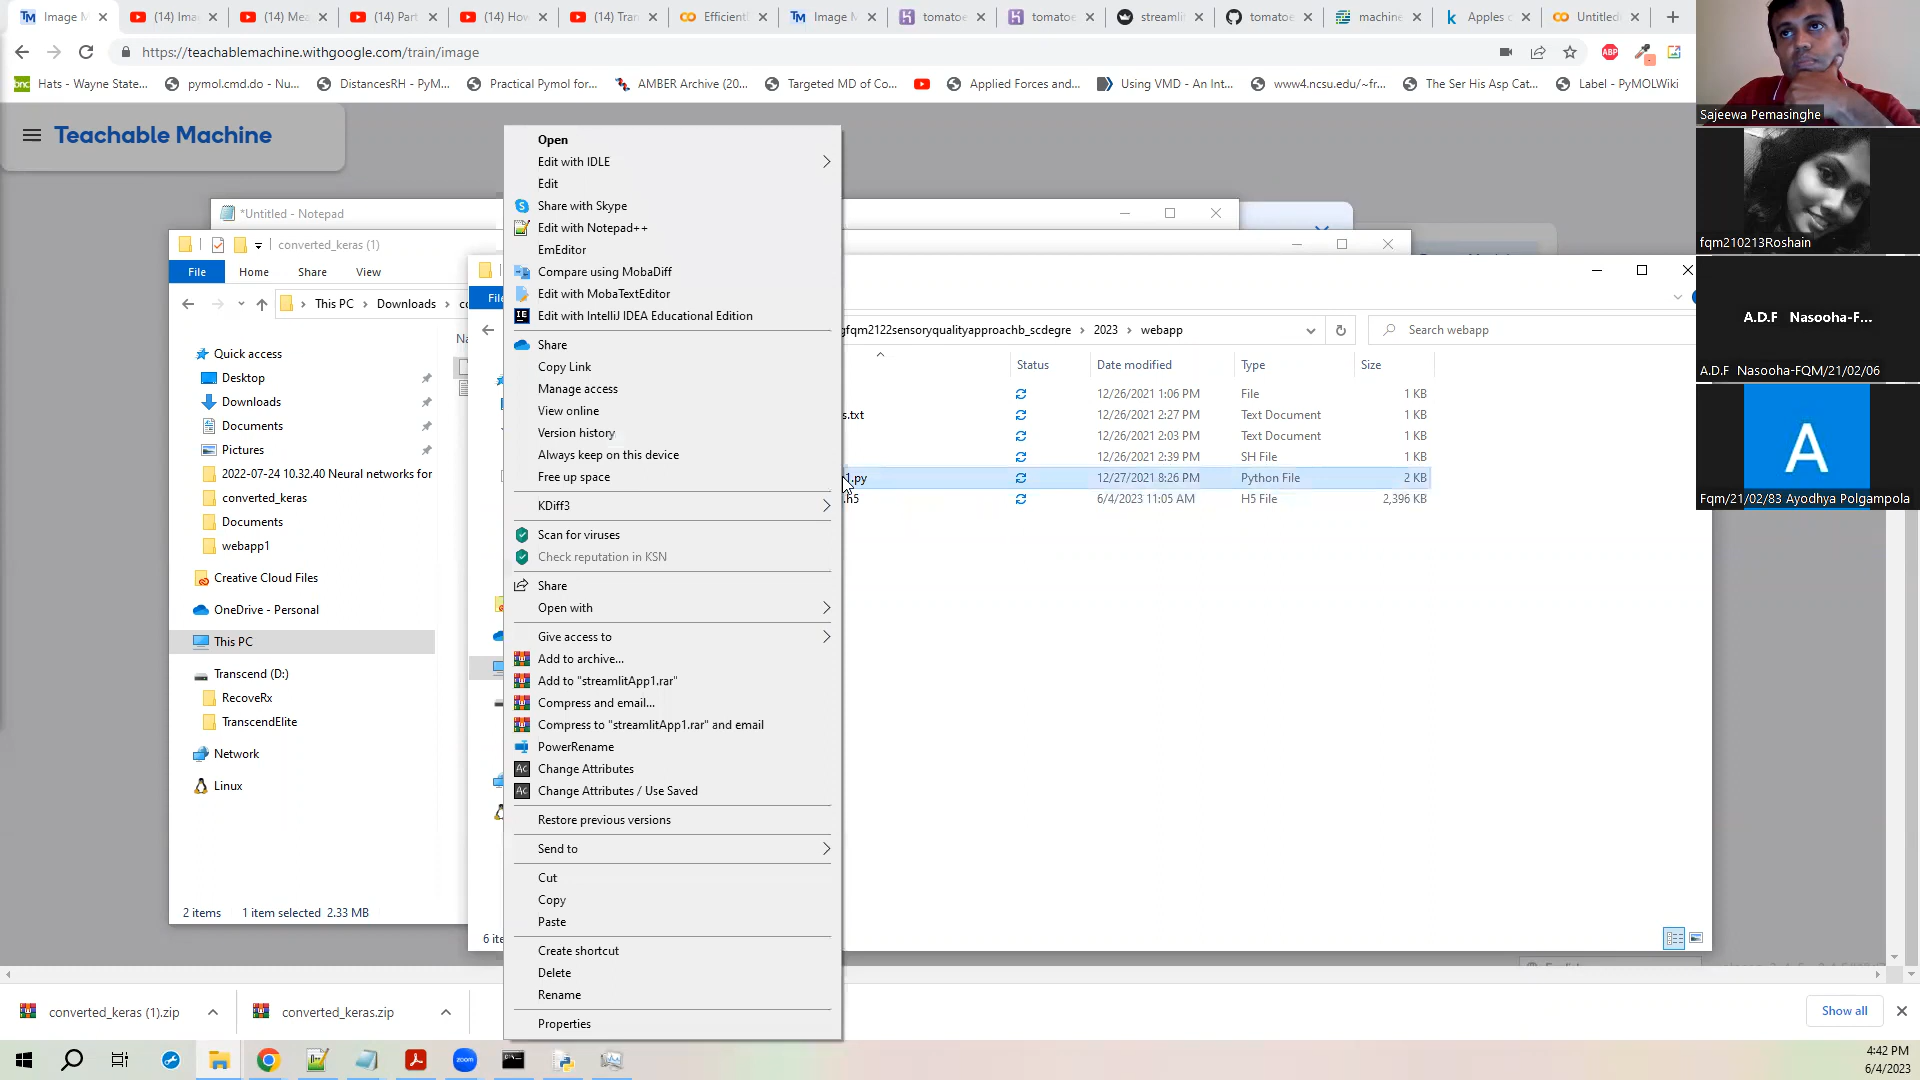 Image M
(14) Ima
(14) Mea
(14) Part
(14) How
(14) Tran
Efficient
Image M
tomatoe
tomatoe
streamli
tomatoe
machine
Apples o
Untitled
https://teachablemachine.withgoogle.com/train/image
ABP
bnc
Hats - Wayne State...
pymol.cmd.do - Nu...
DistancesRH - PyM...
Practical Pymol for...
AMBER Archive (20...
Targeted MD of Co...
Applied Forces and...
Using VMD - An Int...
www4.ncsu.edu/~fr...
The Ser His Asp Cat...
Label - PyMOLWiki
Teachable Machine
*Untitled - Notepad
converted_keras (1)
File
Home
Share
View
This PC
Downloads
Quick access
Desktop
Downloads
Documents
Pictures
2022-07-24 10.32.40 Neural networks for
converted_keras
Documents
webapp1
Creative Cloud Files
OneDrive - Personal
This PC
Transcend (D:)
RecoveRx
TranscendElite
Network
Linux
2 items
1 item selected 2.33 MB
Open
Edit with IDLE
Edit
Share with Skype
Edit with Notepad++
EmEditor
Compare using MobaDiff
Edit with MobaTextEditor
Edit with IntelliJ IDEA Educational Edition
Share
Copy Link
Manage access
View online
Version history
Always keep on this device
Free up space
KDiff3
Scan for viruses
Check reputation in KSN
Share
Open with
Give access to
Add to archive...
Add to "streamlitApp1.rar"
Compress and email...
Compress to "streamlitApp1.rar" and email
PowerRename
Change Attributes
Change Attributes / Use Saved
Restore previous versions
Send to
Cut
Copy
Paste
Create shortcut
Delete
Rename
Properties
gfqm2122sensoryqualityapproachb_scdegre
2023
webapp
Search webapp
Status
Date modified
Type
Size
12/26/2021 1:06 PM
File
1 KB
s.txt
12/26/2021 2:27 PM
Text Document
1 KB
12/26/2021 2:03 PM
Text Document
1 KB
12/26/2021 2:39 PM
SH File
1 KB
1.py
12/27/2021 8:26 PM
Python File
2 KB
.h5
6/4/2023 11:05 AM
H5 File
2,396 KB
6 ite
Sajeewa Pemasinghe
fqm210213Roshain
A.D.F Nasooha-F...
A.D.F Nasooha-FQM/21/02/06
A
Fqm/21/02/83 Ayodhya Polgampola
converted_keras (1).zip
converted_keras.zip
Show all
zoom
4:42 PM
6/4/2023